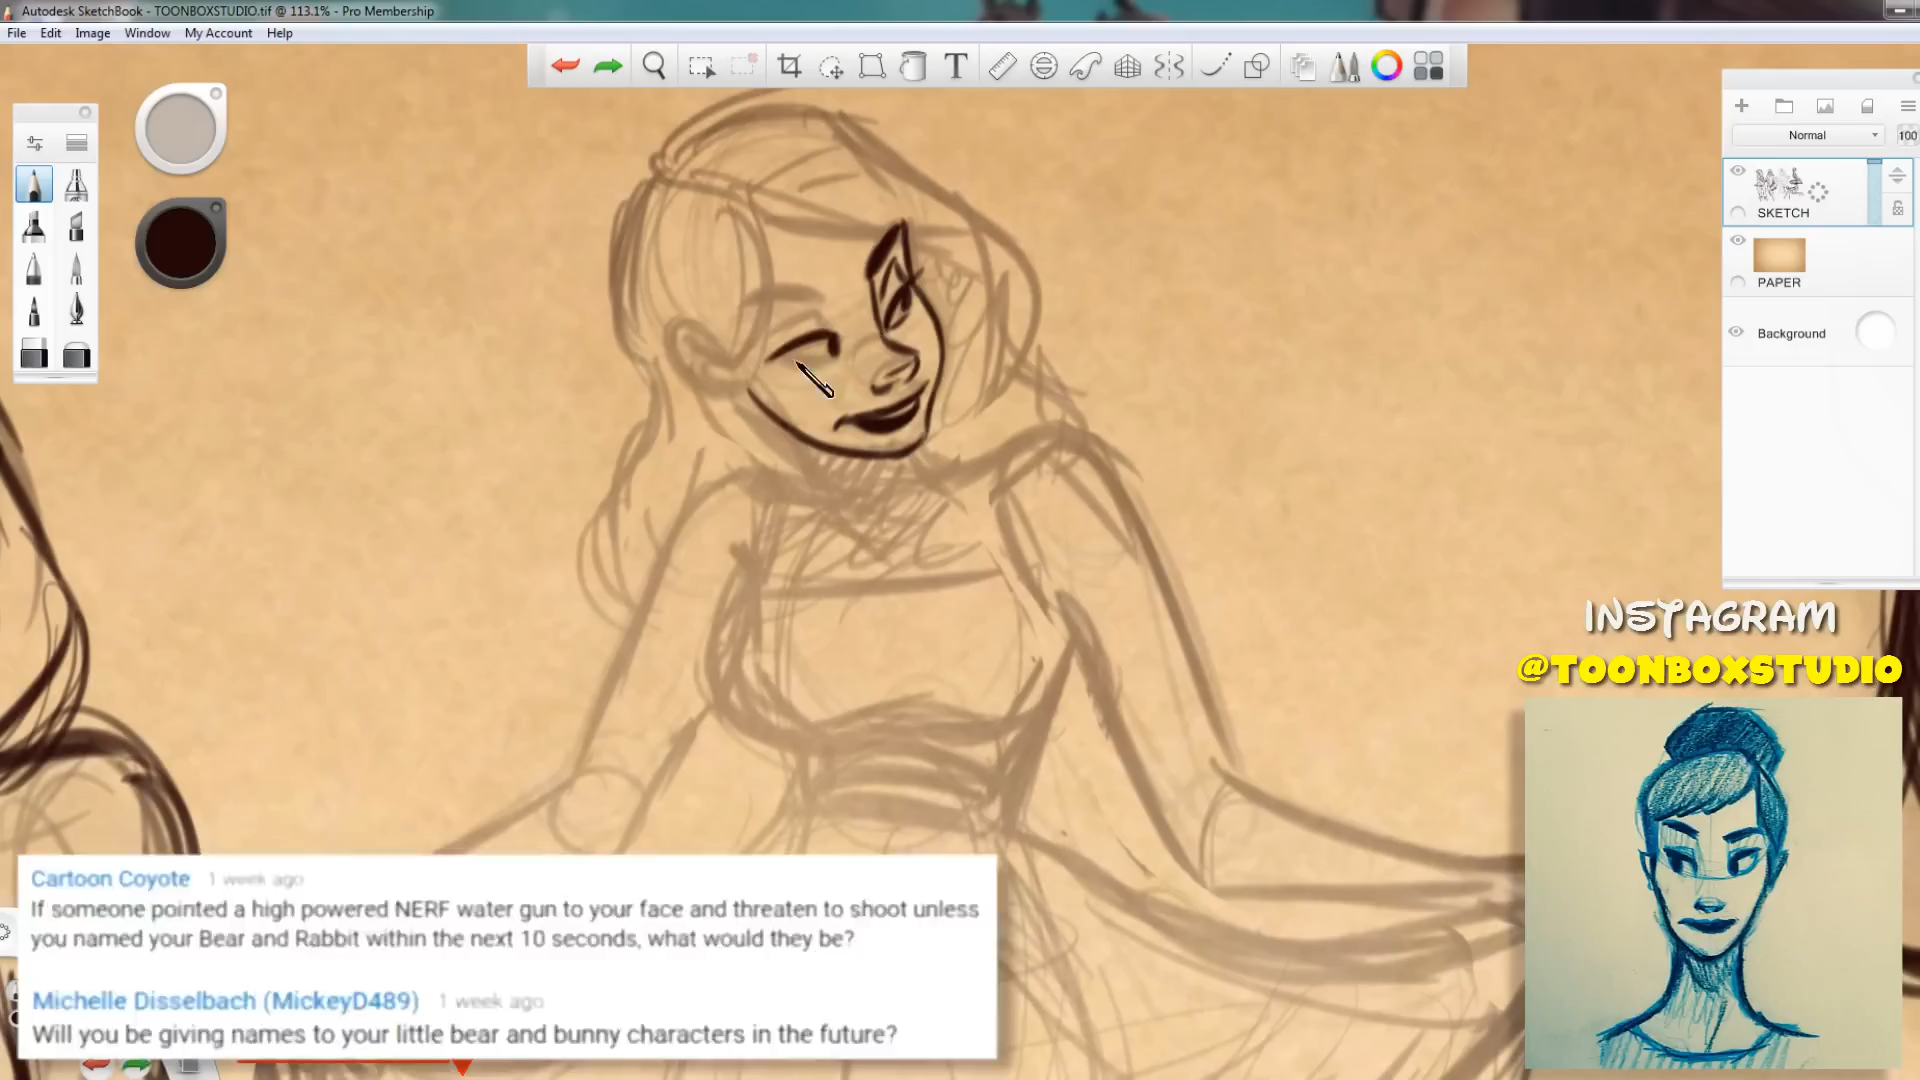 Autodesk SketchBook - TOONBOXSTUDIO.tif @ 113.1% - Pro Membership
File Edit Image Window My Account Help
T
Normal 100
SKETCH
PAPER
Background
INSTAGRAM
@TOONBOXSTUDIO
Cartoon Coyote 1 week ago
If someone pointed a high powered NERF water gun to your face and threaten to shoot unless
you named your Bear and Rabbit within the next 10 seconds, what would they be?
Michelle Disselbach (MickeyD489) 1 week ago
Will you be giving names to your little bear and bunny characters in the future?